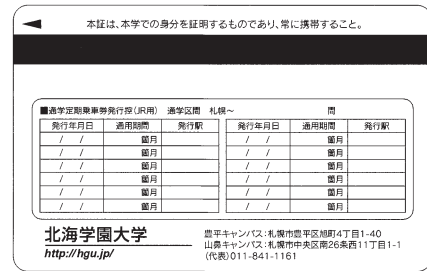 ◀ 本証は、本学での身分を証明するものであり、常に携帯すること。
■通学定期乗車券発行控(JR用) 通学区間 札幌〜 間
発行年月日 通用期間 発行駅 発行年月日 通用期間 発行駅
/ / 箇月 / / 箇月
/ / 箇月 / / 箇月
/ / 箇月 / / 箇月
/ / 箇月 / / 箇月
/ / 箇月 / / 箇月
/ / 箇月 / / 箇月
北海学園大学
http://hgu.jp/
豊平キャンパス:札幌市豊平区旭町4丁目1-40
山鼻キャンパス:札幌市中央区南26条西11丁目1-1
(代表)011-841-1161